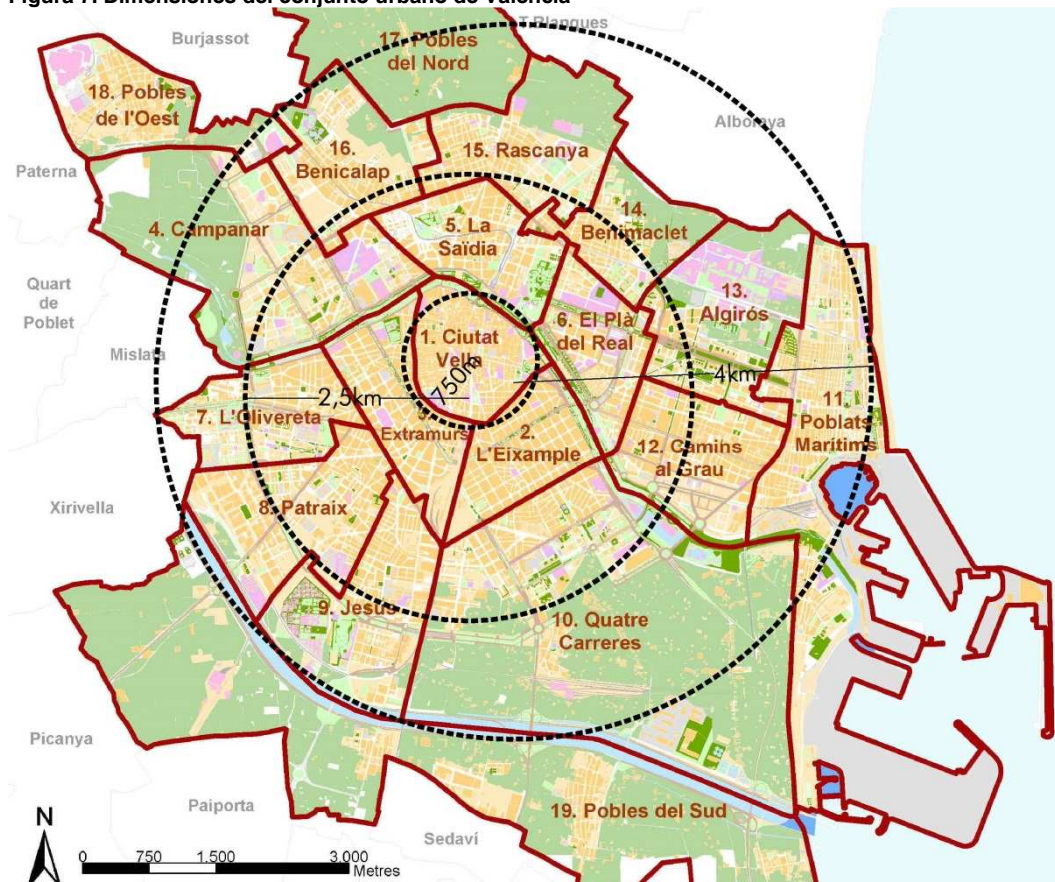 Figura 7. Dimensiones del conjunto urbano de Valencia
T.Blanques
Burjassot
17. Pobles
del Nord
18. Pobles
de l'Oest
Alboraya
16.
Benicalap
15. Rascanya
Paterna
4. Campanar
5. La
Saïdia
14.
Benimaclet
Quart
de
Poblet
13.
Algirós
6. El Plà
del Real
1. Ciutat
Vella
Mislata
750m
4km
2,5km
7. L'Olivereta
3.
Extramurs
2.
L'Eixample
11.
Poblats
Marítims
12. Camins
al Grau
Xirivella
8. Patraix
9. Jesús
10. Quatre
Carreres
Picanya
Paiporta
19. Pobles del Sud
Sedaví
N
0 750 1.500 3.000
Metres